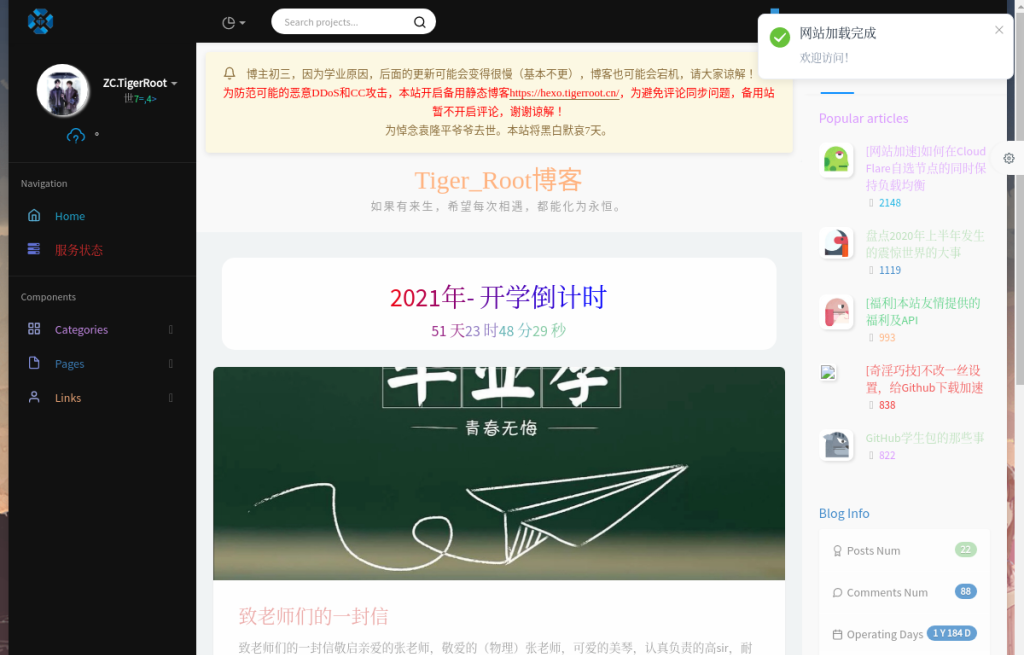 Search projects...
网站加载完成
欢迎访问！
ZC.TigerRoot
世?=,4>
博主初三，因为学业原因，后面的更新可能会变得很慢（基本不更），博客也可能会宕机，请大家谅解！
为防范可能的恶意DDoS和CC攻击，本站开启备用静态博客https://hexo.tigerroot.cn/，为避免评论同步问题，备用站
暂不开启评论，谢谢谅解！
为悼念袁隆平爷爷去世。本站将黑白默哀7天。
Tiger_Root博客
如果有来生，希望每次相遇，都能化为永恒。
Navigation
Home
服务状态
Components
Categories
Pages
Links
2021年- 开学倒计时
51 天23 时48 分29 秒
毕业季
青春无悔
致老师们的一封信
致老师们的一封信敬启亲爱的张老师，敬爱的（物理）张老师，可爱的美琴，认真负责的高sir，耐
Popular articles
[网站加速]如何在Cloud
Flare自选节点的同时保
持负载均衡
2148
盘点2020年上半年发生
的震惊世界的大事
1119
[福利]本站友情提供的
福利及API
993
[奇淫巧技]不改一丝设
置，给Github下载加速
838
GitHub学生包的那些事
822
Blog Info
Posts Num 22
Comments Num 88
Operating Days 1 Y 184 D